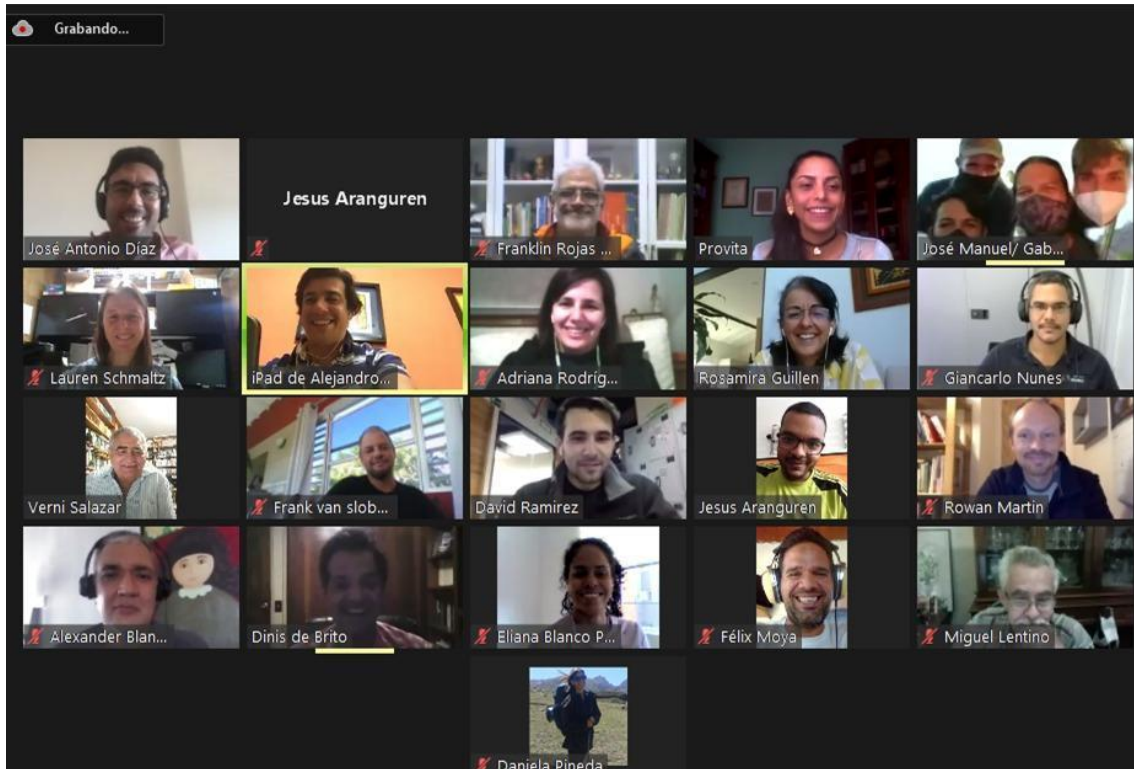 Grabando...
José Antonio Díaz
Jesus Aranguren
Franklin Rojas ...
Provita
José Manuel/ Gab...
Lauren Schmaltz
iPad de Alejandro...
Adriana Rodríg...
Rosamira Guillen
Giancarlo Nunes
Verni Salazar
Frank van slob...
David Ramirez
Jesus Aranguren
Rowan Martin
Alexander Blan...
Dinis de Brito
Eliana Blanco P...
Félix Moya
Miguel Lentino
Daniela Pineda